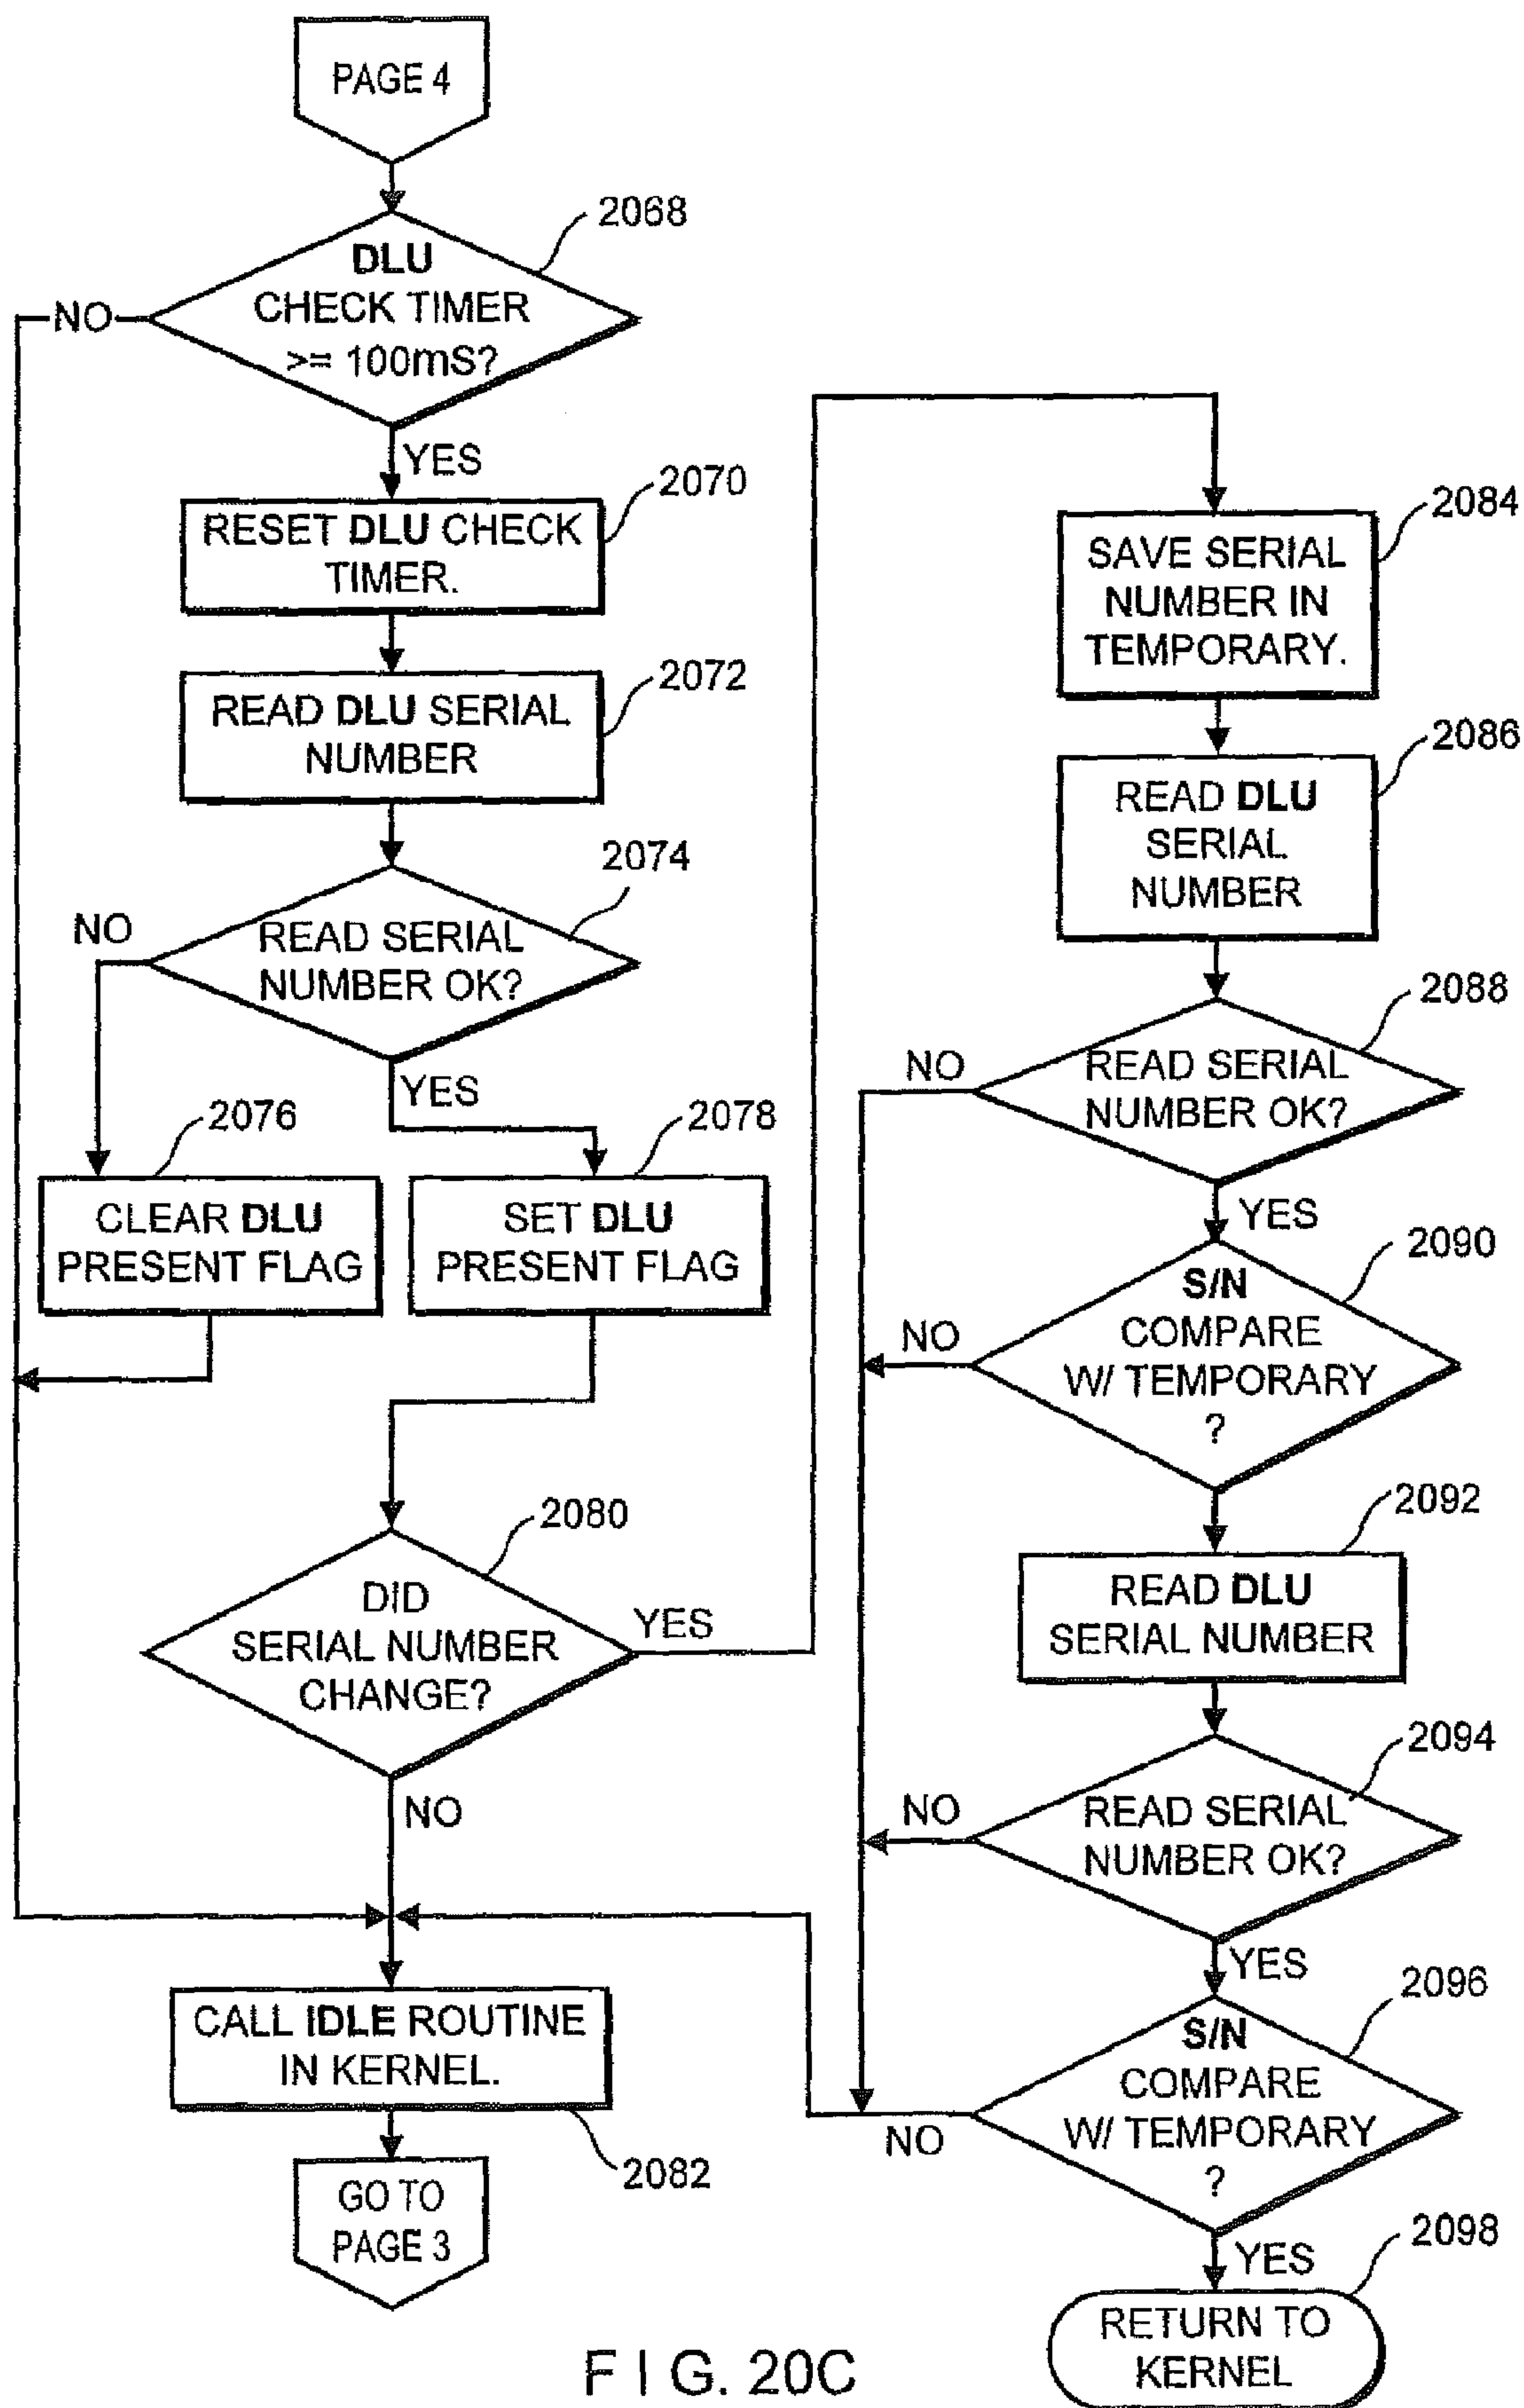 PAGE 4
2068
DLU
CHECK TIMER
>= 100mS?
NO
YES
2070
RESET DLU CHECK
TIMER.
2072
READ DLU SERIAL
NUMBER
2074
READ SERIAL
NUMBER OK?
NO
YES
2076
CLEAR DLU
PRESENT FLAG
2078
SET DLU
PRESENT FLAG
2080
DID
SERIAL NUMBER
CHANGE?
YES
NO
CALL IDLE ROUTINE
IN KERNEL.
2082
GO TO
PAGE 3
2084
SAVE SERIAL
NUMBER IN
TEMPORARY.
2086
READ DLU
SERIAL
NUMBER
2088
READ SERIAL
NUMBER OK?
NO
YES
2090
S/N
COMPARE
W/ TEMPORARY
?
NO
2092
READ DLU
SERIAL NUMBER
2094
READ SERIAL
NUMBER OK?
NO
YES
2096
S/N
COMPARE
W/ TEMPORARY
?
NO
YES
2098
RETURN TO
KERNEL
FIG. 20C